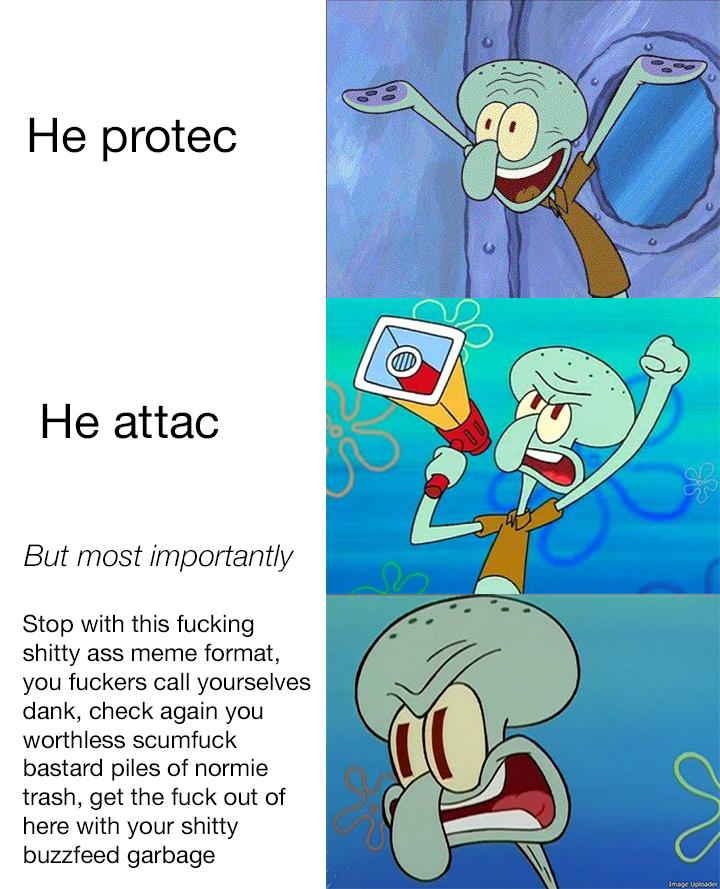 He protec
He attac
But most importantly
Stop with this fucking
shitty ass meme format,
you fuckers call yourselves
dank, check again you
worthless scumfuck
bastard piles of normie
trash, get the fuck out of
here with your shitty
buzzfeed garbage
Image Uploader